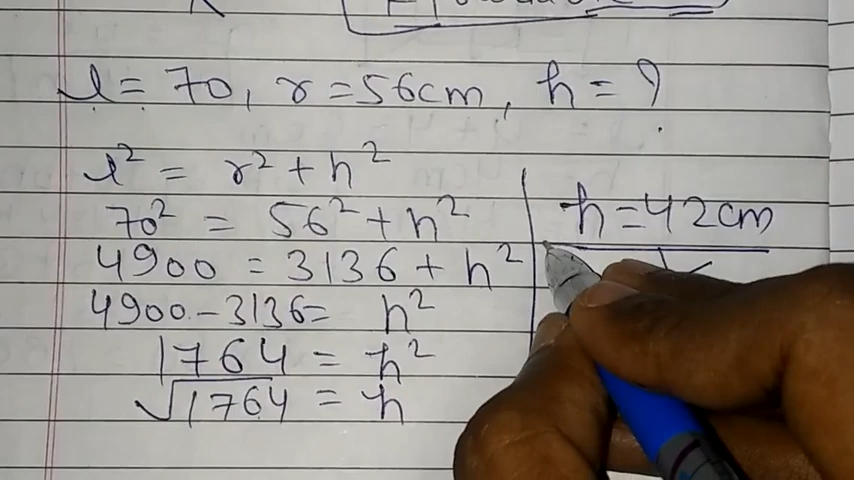 l = 70, r = 56cm, h = ?
l² = r² + h²
70² = 56² + h²
4900 = 3136 + h²
4900 - 3136 = h²
1764 = h²
√1764 = h
h = 42cm